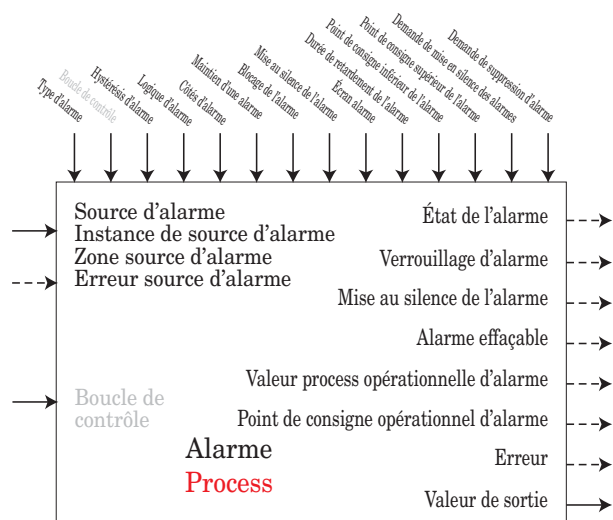 Type d'alarme
Boucle de contrôle
Hystérésis d'alarme
Logique d'alarme
Côtés d'alarme
Maintien d'une alarme
Blocage de l'alarme
Mise au silence de l'alarme
Écran alarme
Durée de retardement de l'alarme
Point de consigne inférieur de l'alarme
Point de consigne supérieur de l'alarme
Demande de mise en silence des alarmes
Demande de suppression d'alarme
Source d'alarme
Instance de source d'alarme
Zone source d'alarme
Erreur source d'alarme
État de l'alarme
Verrouillage d'alarme
Mise au silence de l'alarme
Alarme effaçable
Valeur process opérationnelle d'alarme
Boucle de
contrôle
Point de consigne opérationnel d'alarme
Alarme
Process
Erreur
Valeur de sortie